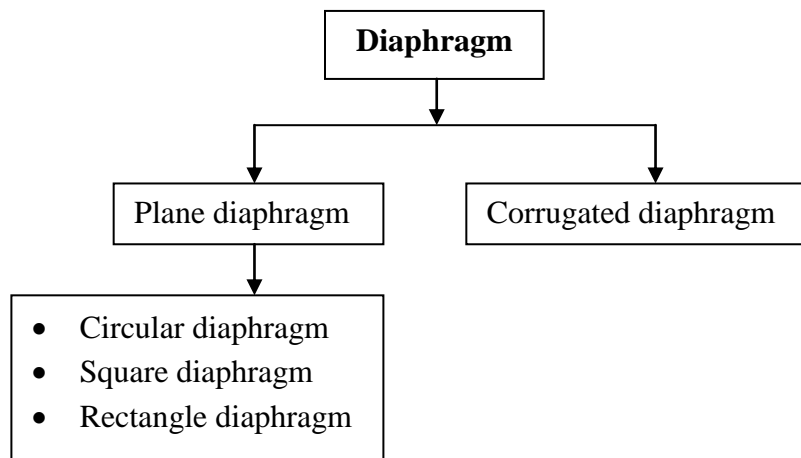 Diaphragm
Plane diaphragm
Corrugated diaphragm
• Circular diaphragm
• Square diaphragm
• Rectangle diaphragm